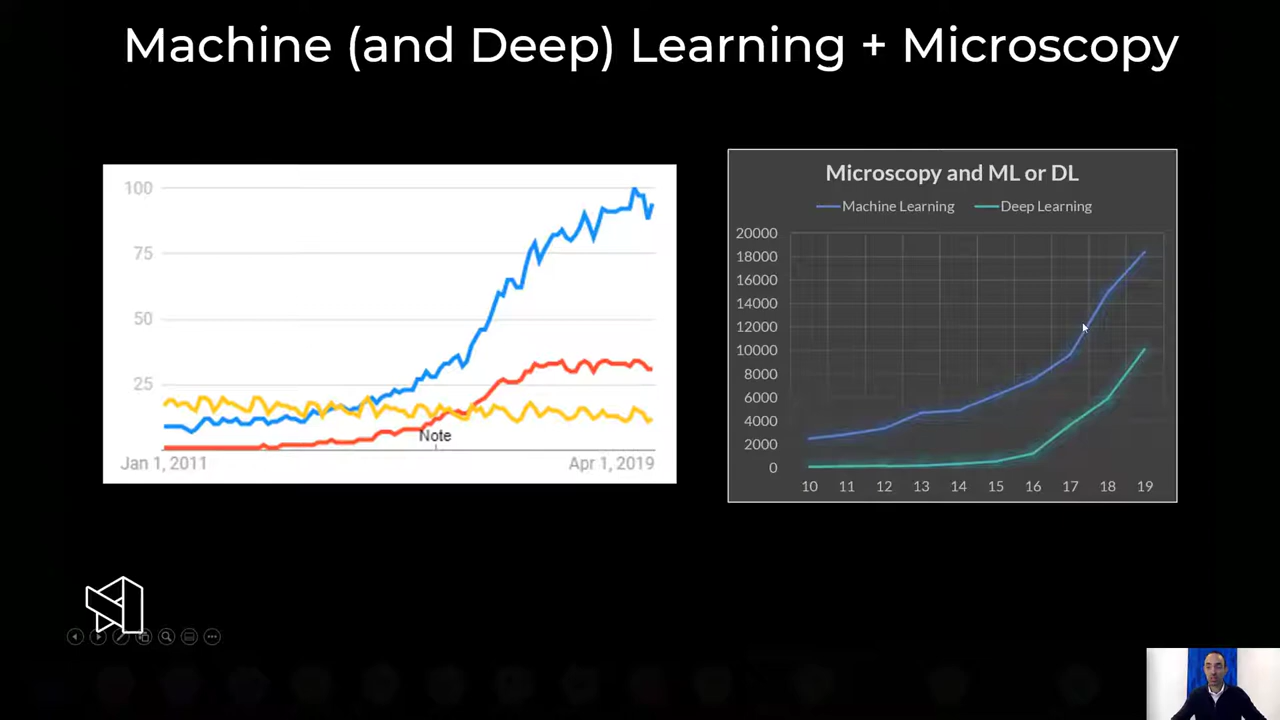 Machine (and Deep) Learning + Microscopy
100
75
50
25
Note
Jan 1, 2011
Apr 1, 2019
Microscopy and ML or DL
Machine Learning
Deep Learning
20000
18000
16000
14000
12000
10000
8000
6000
4000
2000
0
10 11 12 13 14 15 16 17 18 19